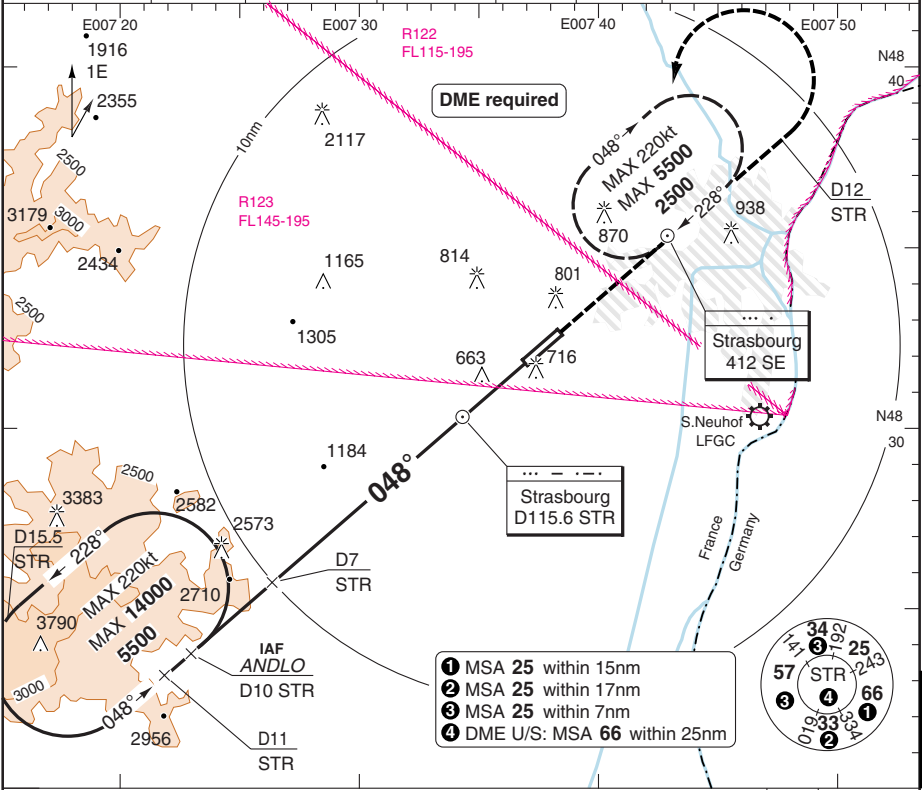 E007 20
E007 30
E007 40
E007 50
1916
1E
2355
R122
FL115-195
N48
40
DME required
10nm
2117
2500
048°
MAX 220kt
MAX 5500
2500
228°
D12
STR
3179
3000
2434
R123
FL145-195
870
938
1165
814
801
2500
1305
Strasbourg
412 SE
663
716
S.Neuhof
LFGC
N48
30
1184
048°
2500
3383
2582
Strasbourg
D115.6 STR
2573
D15.5
STR
228°
France
Germany
MAX 220kt
MAX 14000
5500
2710
D7
STR
3790
IAF
ANDLO
D10 STR
3000
048°
2956
D11
STR
1 MSA 25 within 15nm
2 MSA 25 within 17nm
3 MSA 25 within 7nm
4 DME U/S: MSA 66 within 25nm
34
3
141
192
25
243
57
STR
66
3
4
1
019
33
334
2